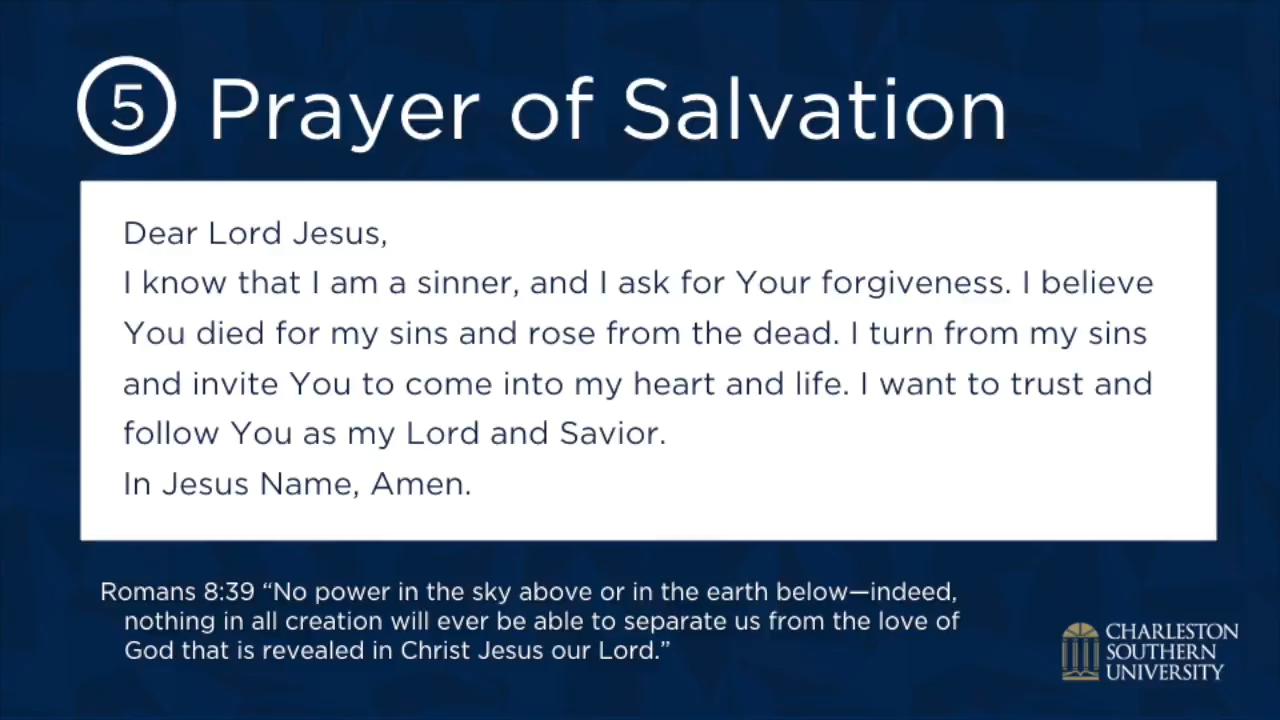 5 Prayer of Salvation
Dear Lord Jesus,
I know that I am a sinner, and I ask for Your forgiveness. I believe
You died for my sins and rose from the dead. I turn from my sins
and invite You to come into my heart and life. I want to trust and
follow You as my Lord and Savior.
In Jesus Name, Amen.
Romans 8:39 “No power in the sky above or in the earth below—indeed,
nothing in all creation will ever be able to separate us from the love of
God that is revealed in Christ Jesus our Lord.”
CHARLESTON
SOUTHERN
UNIVERSITY